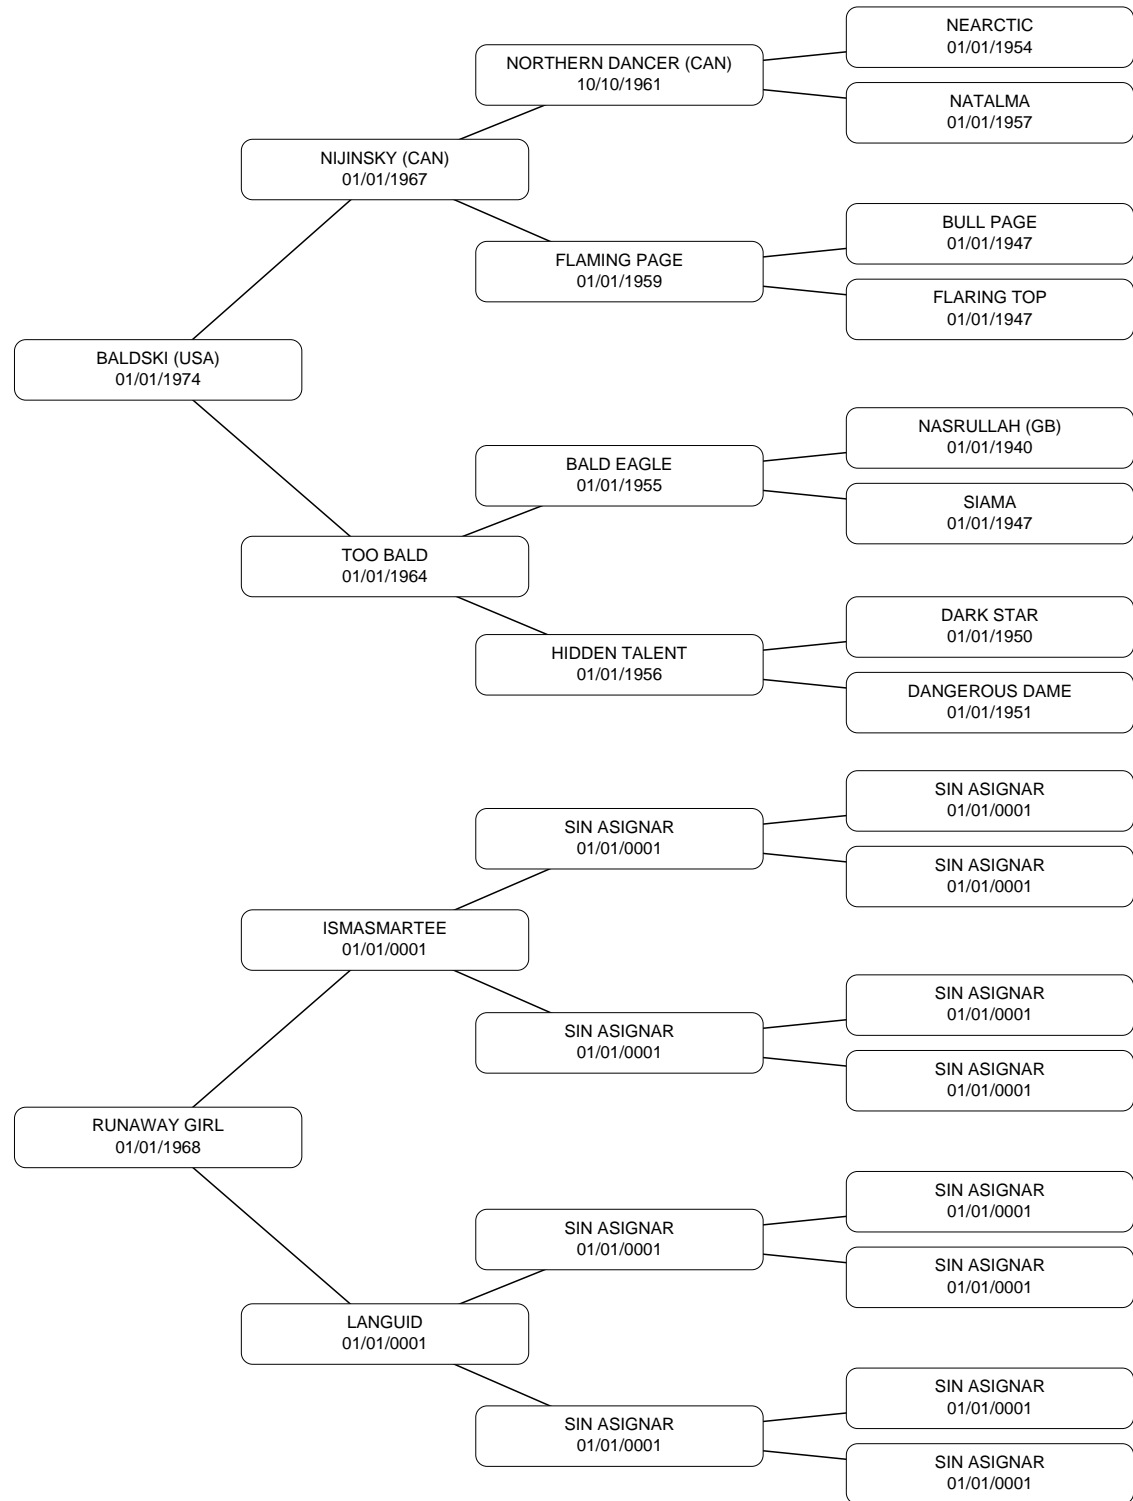 NEARCTIC
01/01/1954
NORTHERN DANCER (CAN)
10/10/1961
NATALMA
01/01/1957
NIJINSKY (CAN)
01/01/1967
BULL PAGE
01/01/1947
FLAMING PAGE
01/01/1959
FLARING TOP
01/01/1947
BALDSKI (USA)
01/01/1974
NASRULLAH (GB)
01/01/1940
BALD EAGLE
01/01/1955
SIAMA
01/01/1947
TOO BALD
01/01/1964
DARK STAR
01/01/1950
HIDDEN TALENT
01/01/1956
DANGEROUS DAME
01/01/1951
SIN ASIGNAR
01/01/0001
SIN ASIGNAR
01/01/0001
SIN ASIGNAR
01/01/0001
ISMASMARTEE
01/01/0001
SIN ASIGNAR
01/01/0001
SIN ASIGNAR
01/01/0001
SIN ASIGNAR
01/01/0001
RUNAWAY GIRL
01/01/1968
SIN ASIGNAR
01/01/0001
SIN ASIGNAR
01/01/0001
SIN ASIGNAR
01/01/0001
LANGUID
01/01/0001
SIN ASIGNAR
01/01/0001
SIN ASIGNAR
01/01/0001
SIN ASIGNAR
01/01/0001